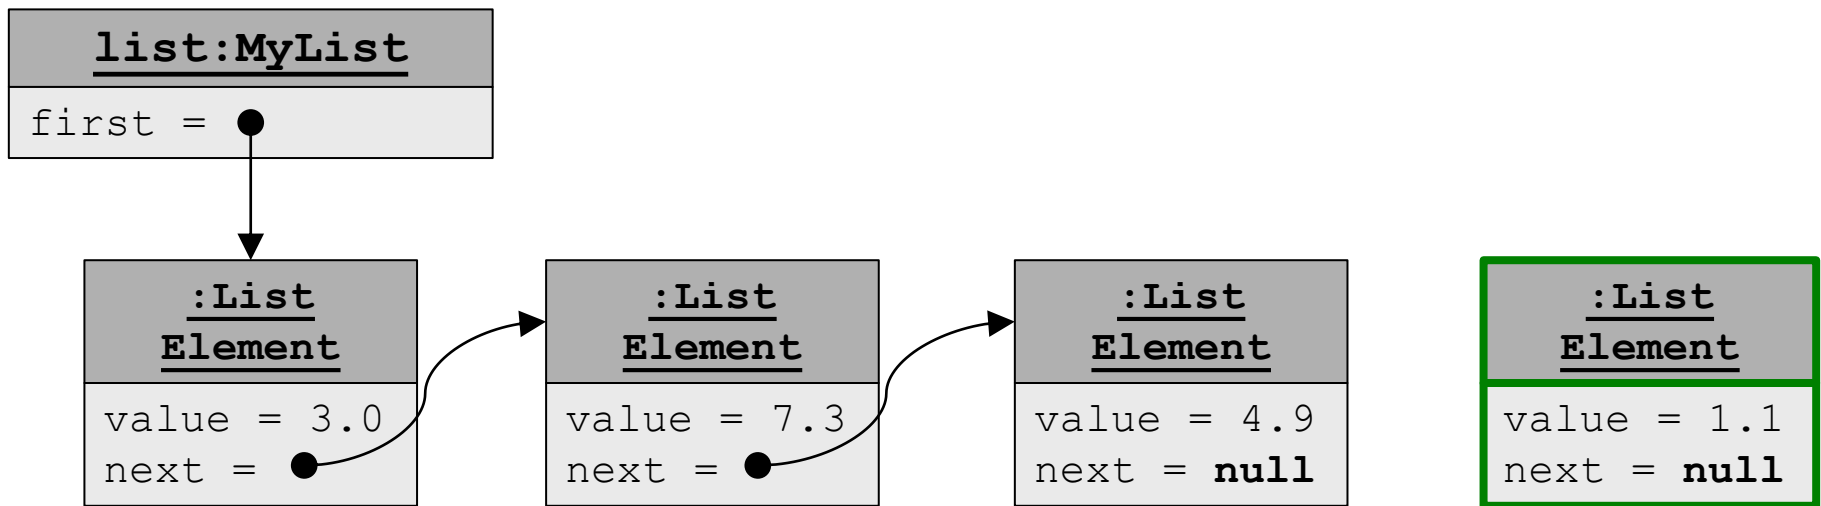 list:MyList
first =
:List
Element
value = 3.0
next =
:List
Element
value = 7.3
next =
:List
Element
value = 4.9
next = null
:List
Element
value = 1.1
next = null